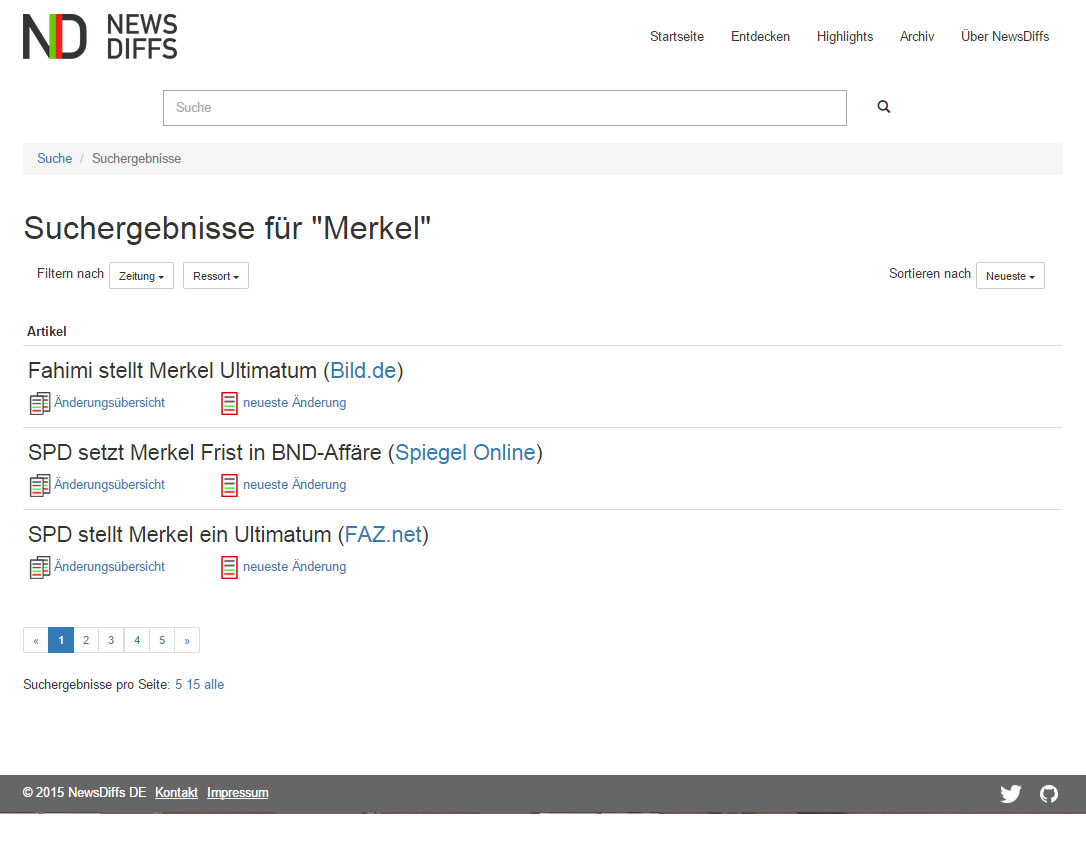 ND NEWS DIFFS
Startseite Entdecken Highlights Archiv Über NewsDiffs
Suche
Suche / Suchergebnisse
Suchergebnisse für "Merkel"
Filtern nach Zeitung Ressort Sortieren nach Neueste
Artikel
Fahimi stellt Merkel Ultimatum (Bild.de)
Änderungsübersicht neueste Änderung
SPD setzt Merkel Frist in BND-Affäre (Spiegel Online)
Änderungsübersicht neueste Änderung
SPD stellt Merkel ein Ultimatum (FAZ.net)
Änderungsübersicht neueste Änderung
« 1 2 3 4 5 »
Suchergebnisse pro Seite: 5 15 alle
© 2015 NewsDiffs DE Kontakt Impressum